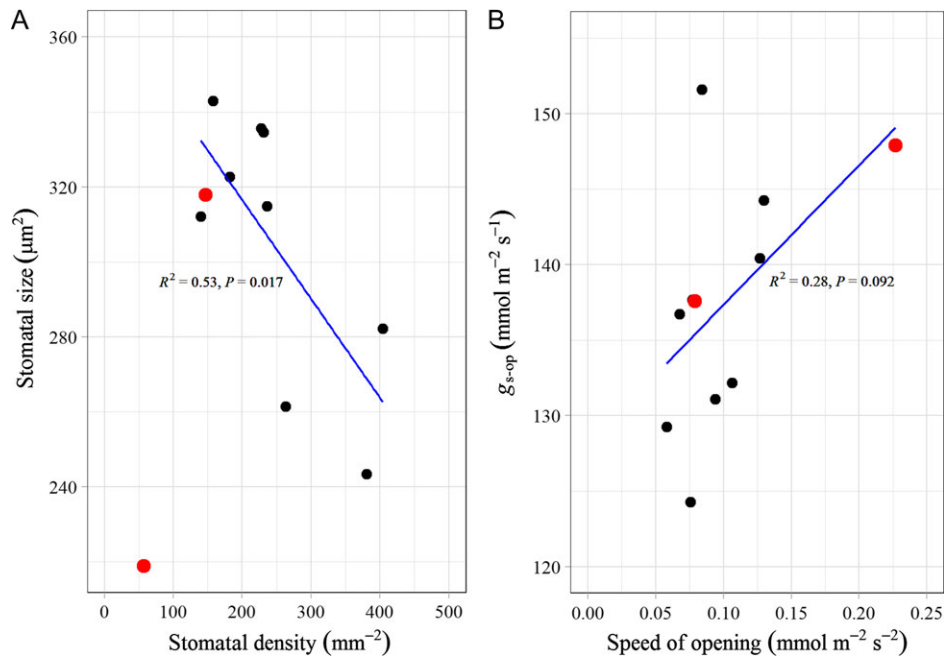 A
360
320
280
240
Stomatal size (μm²)
R² = 0.53, P = 0.017
0 100 200 300 400 500
Stomatal density (mm⁻²)
B
150
140
130
120
gs-op (mmol m⁻² s⁻¹)
R² = 0.28, P = 0.092
0.00 0.05 0.10 0.15 0.20 0.25
Speed of opening (mmol m⁻² s⁻²)